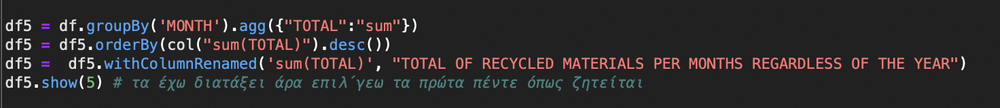 df5 = df.groupBy('MONTH').agg({"TOTAL":"sum"})
df5 = df5.orderBy(col("sum(TOTAL)").desc())
df5 =  df5.withColumnRenamed('sum(TOTAL)', "TOTAL OF RECYCLED MATERIALS PER MONTHS REGARDLESS OF THE YEAR")
df5.show(5) # τα έχω διατάξει άρα επιλ΄γεω τα πρώτα πέντε όπως ζητείται